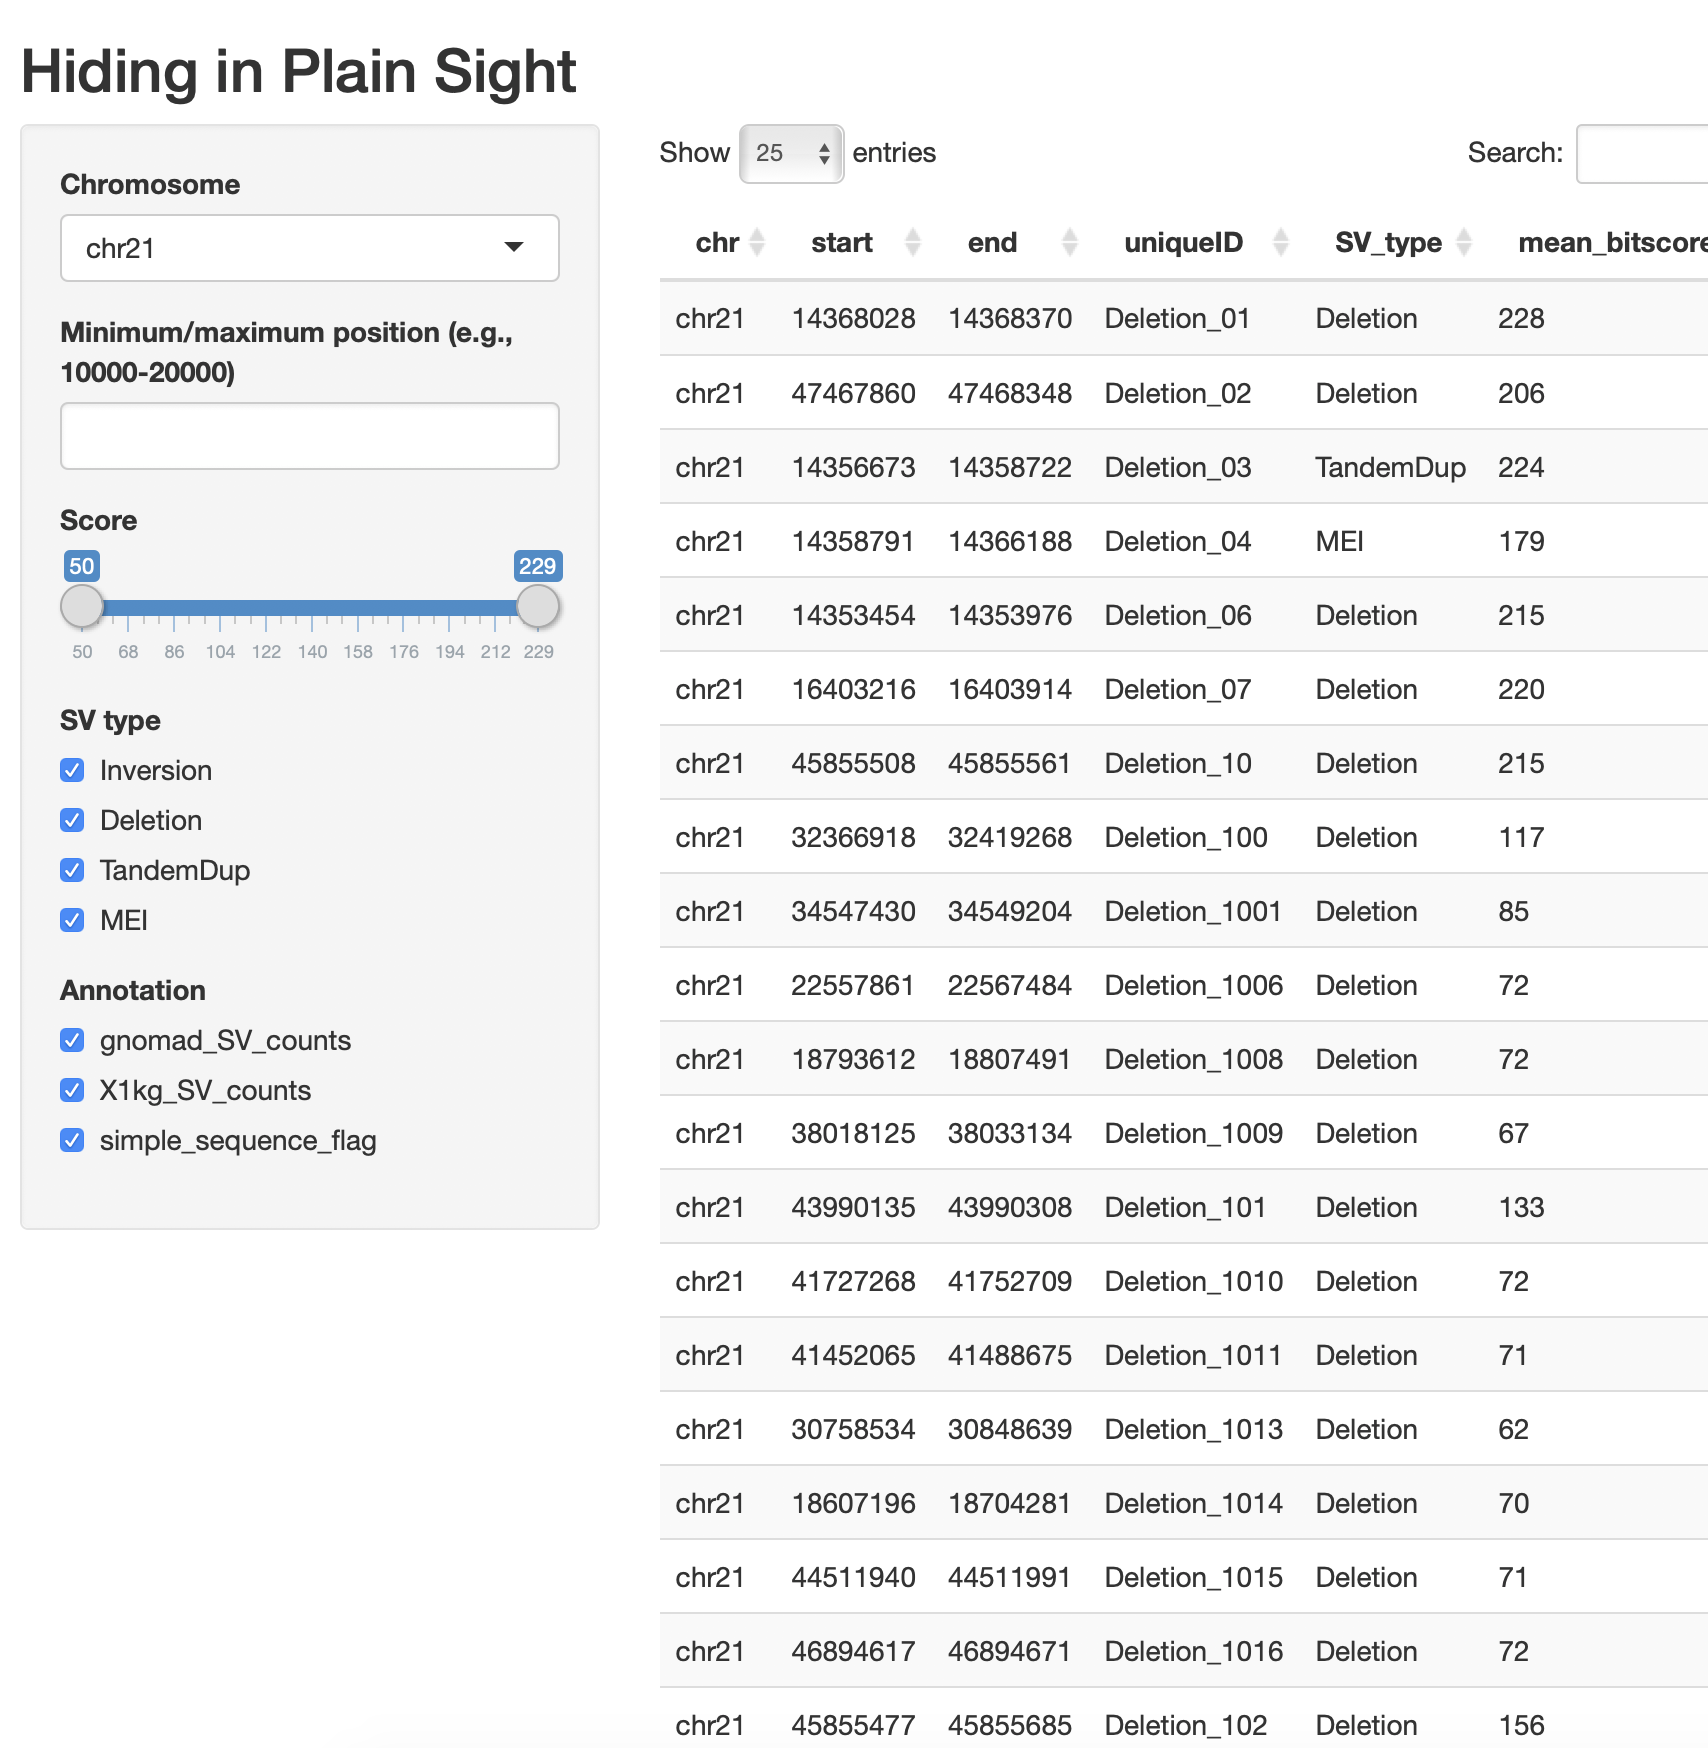 Hiding in Plain Sight
Chromosome
chr21
Minimum/maximum position (e.g.,
10000-20000)
Score
50 229
50 68 86 104 122 140 158 176 194 212 229
SV type
Inversion
Deletion
TandemDup
MEI
Annotation
gnomad_SV_counts
X1kg_SV_counts
simple_sequence_flag
Show 25 entries
Search:
chr start end uniqueID SV_type mean_bitscore
chr21 14368028 14368370 Deletion_01 Deletion 228
chr21 47467860 47468348 Deletion_02 Deletion 206
chr21 14356673 14358722 Deletion_03 TandemDup 224
chr21 14358791 14366188 Deletion_04 MEI 179
chr21 14353454 14353976 Deletion_06 Deletion 215
chr21 16403216 16403914 Deletion_07 Deletion 220
chr21 45855508 45855561 Deletion_10 Deletion 215
chr21 32366918 32419268 Deletion_100 Deletion 117
chr21 34547430 34549204 Deletion_1001 Deletion 85
chr21 22557861 22567484 Deletion_1006 Deletion 72
chr21 18793612 18807491 Deletion_1008 Deletion 72
chr21 38018125 38033134 Deletion_1009 Deletion 67
chr21 43990135 43990308 Deletion_101 Deletion 133
chr21 41727268 41752709 Deletion_1010 Deletion 72
chr21 41452065 41488675 Deletion_1011 Deletion 71
chr21 30758534 30848639 Deletion_1013 Deletion 62
chr21 18607196 18704281 Deletion_1014 Deletion 70
chr21 44511940 44511991 Deletion_1015 Deletion 71
chr21 46894617 46894671 Deletion_1016 Deletion 72
chr21 45855477 45855685 Deletion_102 Deletion 156